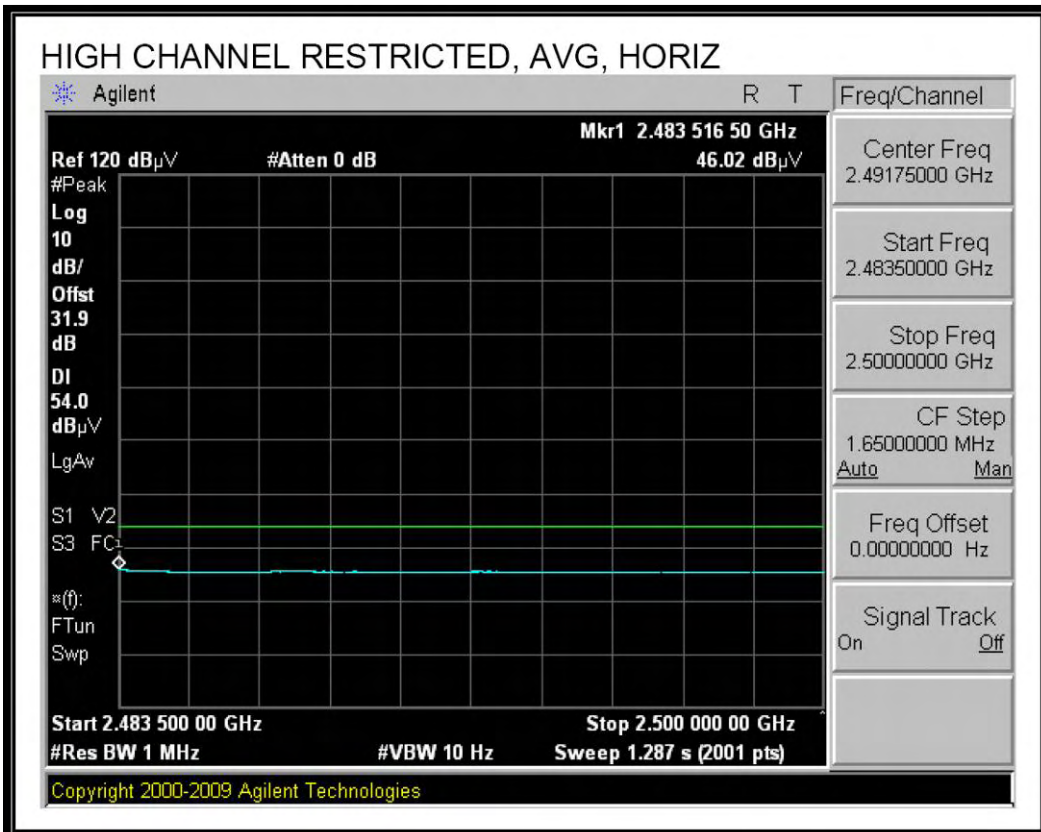 HIGH CHANNEL RESTRICTED, AVG, HORIZ
Agilent R T
Mkr1 2.483 516 50 GHz
Ref 120 dBµV #Atten 0 dB 46.02 dBµV
#Peak
Log
10
dB/
Offst
31.9
dB
DI
54.0
dBµV
LgAv
S1 V2
S3 FC
1
¤(f):
FTun
Swp
Start 2.483 500 00 GHz Stop 2.500 000 00 GHz
#Res BW 1 MHz #VBW 10 Hz Sweep 1.287 s (2001 pts)
Copyright 2000-2009 Agilent Technologies
Freq/Channel
Center Freq
2.49175000 GHz
Start Freq
2.48350000 GHz
Stop Freq
2.50000000 GHz
CF Step
1.65000000 MHz
Auto Man
Freq Offset
0.00000000 Hz
Signal Track
On Off